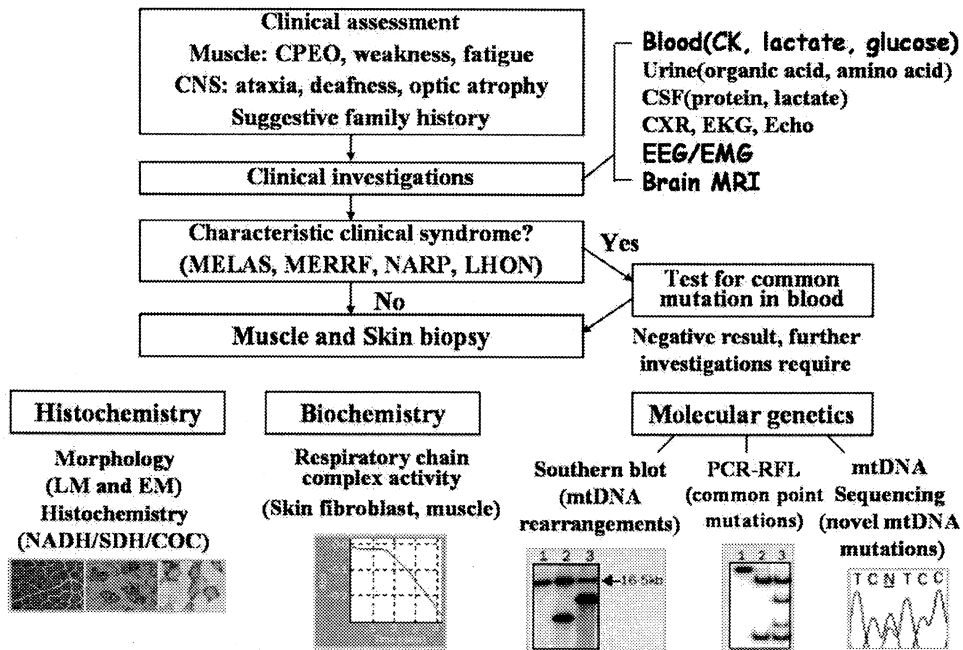 Clinical assessment
Muscle: CPEO, weakness, fatigue
CNS: ataxia, deafness, optic atrophy
Suggestive family history
Blood(CK, lactate, glucose)
Urine(organic acid, amino acid)
CSF(protein, lactate)
CXR, EKG, Echo
EEG/EMG
Brain MRI
Clinical investigations
Characteristic clinical syndrome?
(MELAS, MERRF, NARP, LHON)
Yes
Test for common
mutation in blood
No
Muscle and Skin biopsy
Negative result, further
investigations require
Histochemistry
Morphology
(LM and EM)
Histochemistry
(NADH/SDH/COC)
Biochemistry
Respiratory chain
complex activity
(Skin fibroblast, muscle)
Molecular genetics
Southern blot
(mtDNA
rearrangements)
1 2 3
16.5kb
PCR-RFL
(common point
mutations)
1 2 3
mtDNA
Sequencing
(novel mtDNA
mutations)
T C N T C C